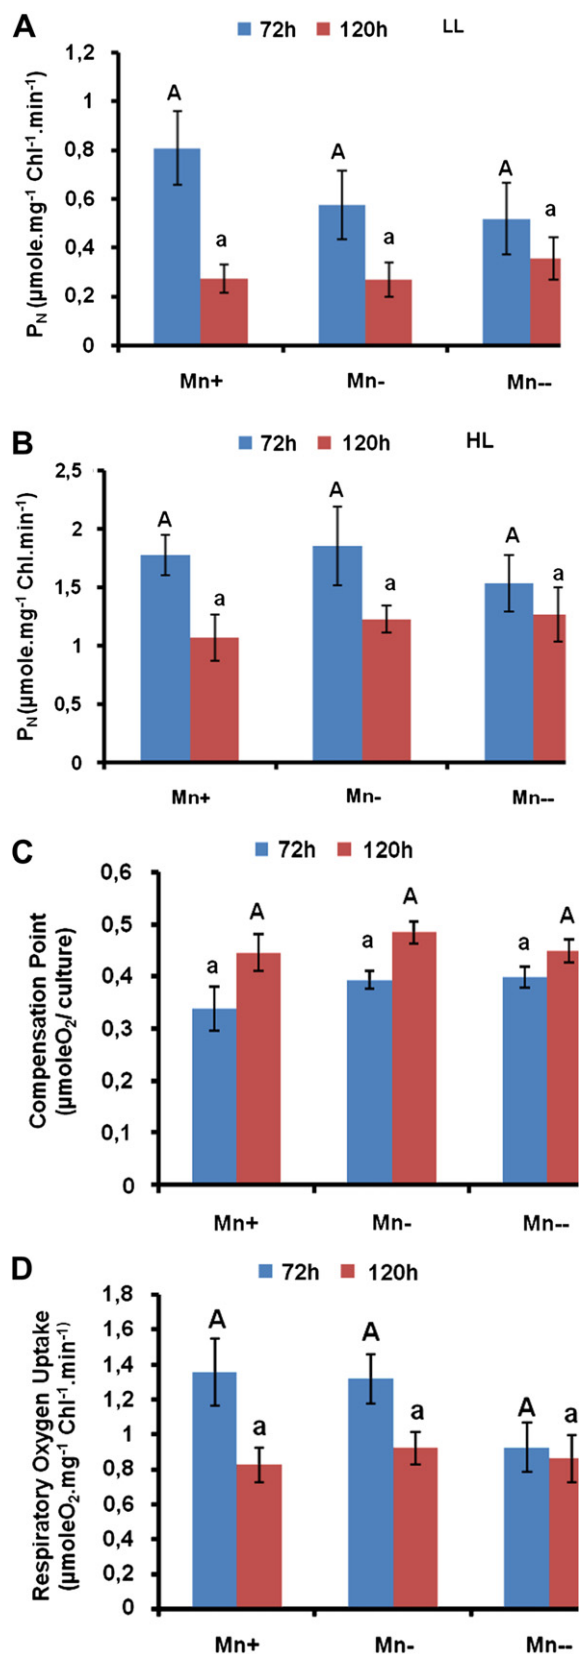 A
72h 120h LL
P_N (µmole.mg⁻¹ Chl⁻¹.min⁻¹)
1,2
1
0,8
0,6
0,4
0,2
0
A a A a A a
Mn+ Mn- Mn--
B
72h 120h HL
P_N(µmole.mg⁻¹ Chl.min⁻¹)
2,5
2
1,5
1
0,5
0
A a A a A a
Mn+ Mn- Mn--
C
72h 120h
Compensation Point
(µmoleO₂/ culture)
0,6
0,5
0,4
0,3
0,2
0,1
0
a A a A a A
Mn+ Mn- Mn--
D
72h 120h
Respiratory Oxygen Uptake
(µmoleO₂.mg⁻¹ Chl⁻¹.min⁻¹)
1,8
1,6
1,4
1,2
1
0,8
0,6
0,4
0,2
0
A a A a A a
Mn+ Mn- Mn--